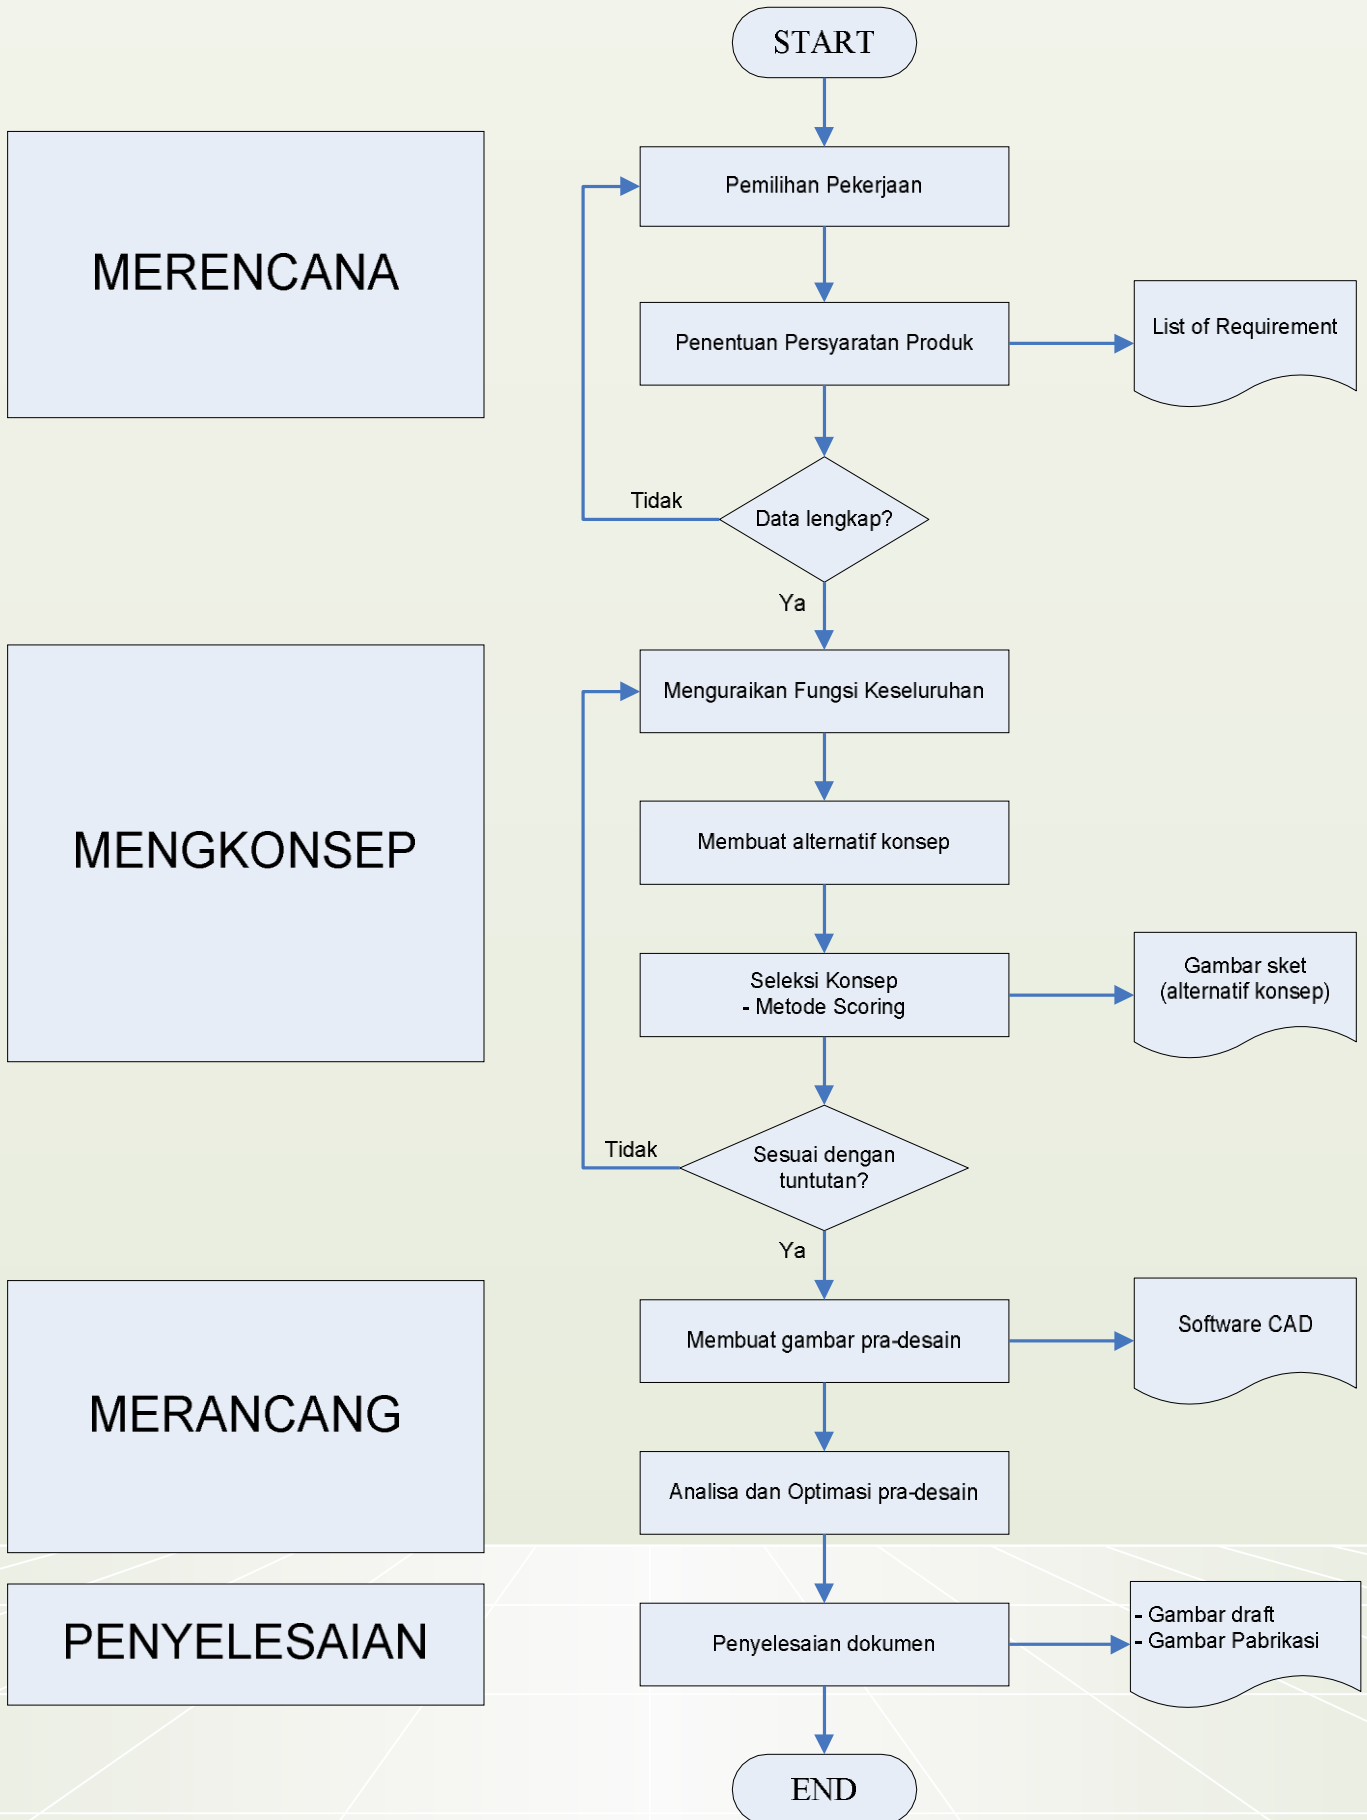 START
MERENCANA
Pemilihan Pekerjaan
Penentuan Persyaratan Produk
List of Requirement
Data lengkap?
Tidak
Ya
MENGKONSEP
Menguraikan Fungsi Keseluruhan
Membuat alternatif konsep
Seleksi Konsep
- Metode Scoring
Gambar sket
(alternatif konsep)
Sesuai dengan
tuntutan?
Tidak
Ya
MERANCANG
Membuat gambar pra-desain
Software CAD
Analisa dan Optimasi pra-desain
PENYELESAIAN
Penyelesaian dokumen
- Gambar draft
- Gambar Pabrikasi
END